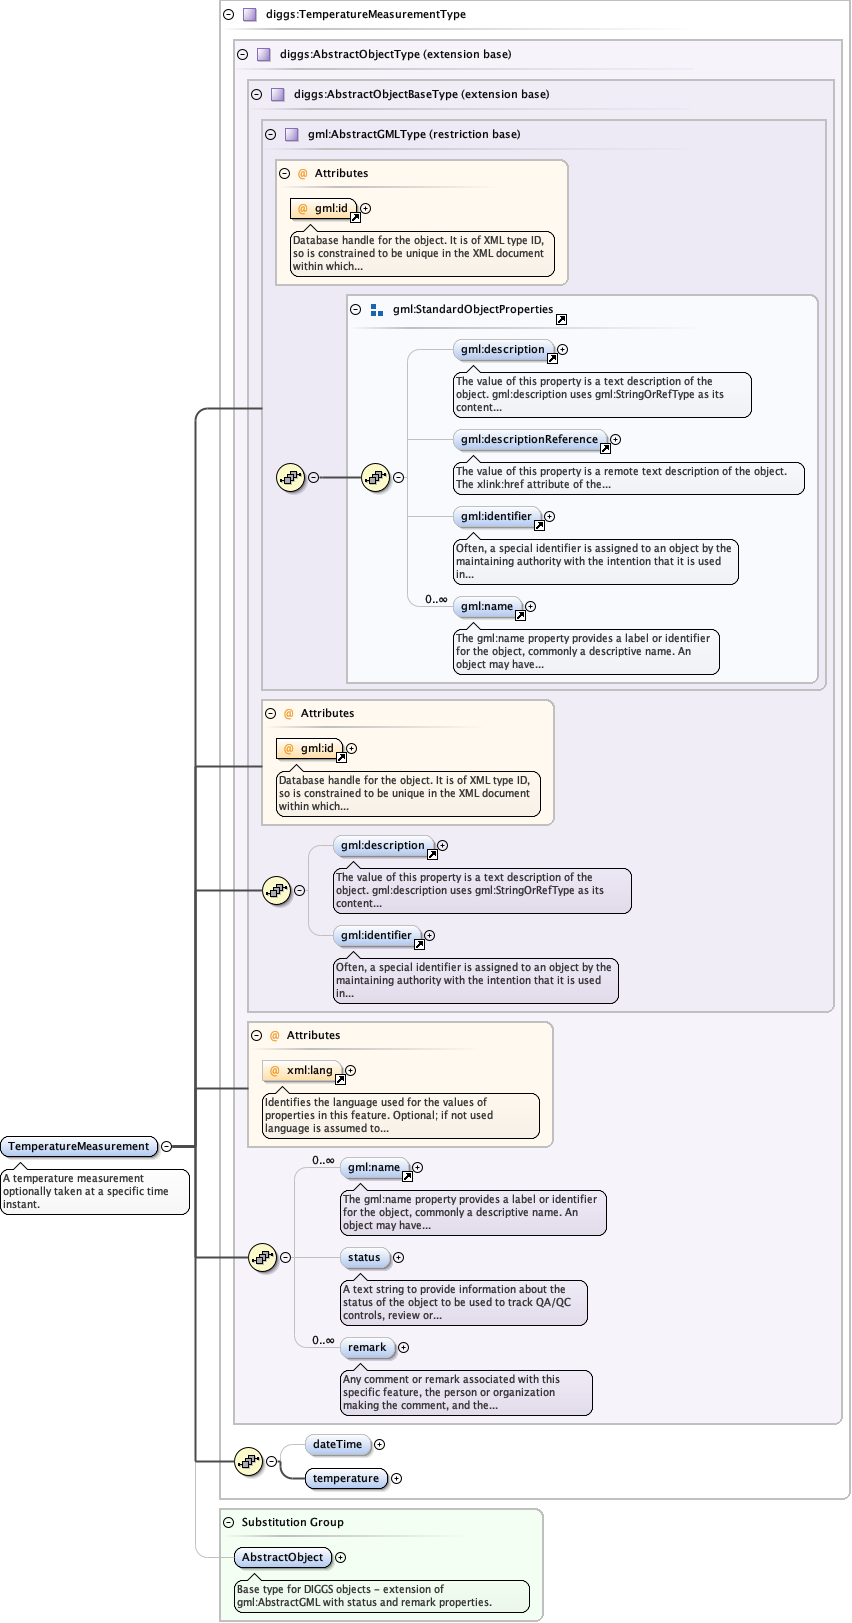 diggs:TemperatureMeasurementType
diggs:AbstractObjectType (extension base)
diggs:AbstractObjectBaseType (extension base)
gml:AbstractGMLType (restriction base)
@ Attributes
@ gml:id
Database handle for the object. It is of XML type ID,
so is constrained to be unique in the XML document
within which...
gml:StandardObjectProperties
gml:description
The value of this property is a text description of the
object. gml:description uses gml:StringOrRefType as its
content...
gml:descriptionReference
The value of this property is a remote text description of the object.
The xlink:href attribute of the...
gml:identifier
Often, a special identifier is assigned to an object by the
maintaining authority with the intention that it is used
in...
0..∞
gml:name
The gml:name property provides a label or identifier
for the object, commonly a descriptive name. An
object may have...
@ Attributes
@ gml:id
Database handle for the object. It is of XML type ID,
so is constrained to be unique in the XML document
within which...
gml:description
The value of this property is a text description of the
object. gml:description uses gml:StringOrRefType as its
content...
gml:identifier
Often, a special identifier is assigned to an object by the
maintaining authority with the intention that it is used
in...
@ Attributes
@ xml:lang
Identifies the language used for the values of
properties in this feature. Optional; if not used
language is assumed to...
TemperatureMeasurement
A temperature measurement
optionally taken at a specific time
instant.
0..∞
gml:name
The gml:name property provides a label or identifier
for the object, commonly a descriptive name. An
object may have...
status
A text string to provide information about the
status of the object to be used to track QA/QC
controls, review or...
0..∞
remark
Any comment or remark associated with this
specific feature, the person or organization
making the comment, and the...
dateTime
temperature
Substitution Group
AbstractObject
Base type for DIGGS objects – extension of
gml:AbstractGML with status and remark properties.